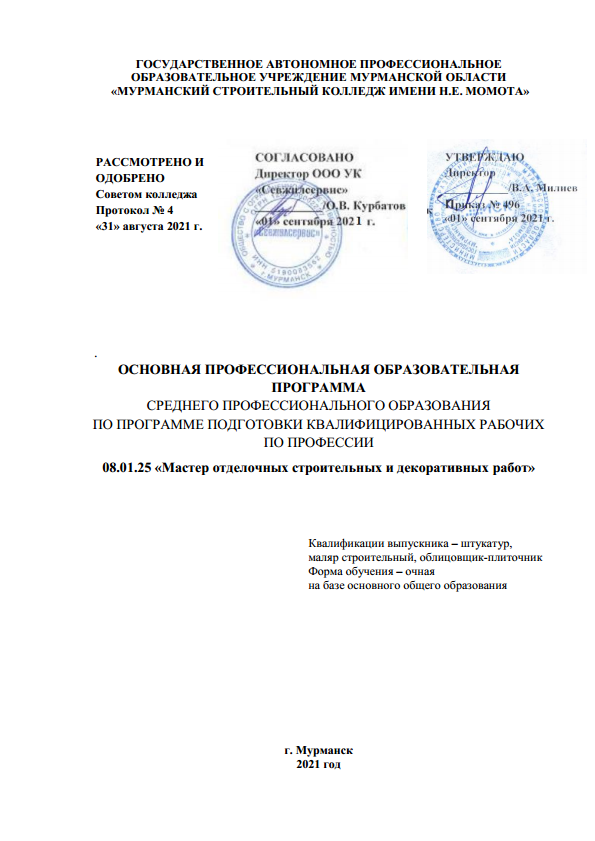 ГОСУДАРСТВЕННОЕ АВТОНОМНОЕ ПРОФЕССИОНАЛЬНОЕ
ОБРАЗОВАТЕЛЬНОЕ УЧРЕЖДЕНИЕ МУРМАНСКОЙ ОБЛАСТИ
«МУРМАНСКИЙ СТРОИТЕЛЬНЫЙ КОЛЛЕДЖ ИМЕНИ Н.Е. МОМОТА»
РАССМОТРЕНО И
ОДОБРЕНО
Советом колледжа
Протокол № 4
«31» августа 2021 г.
СОГЛАСОВАНО
Директор ООО УК
«Севжилсервис»
/Ю.В. Курбатов
«01» сентября 2021 г.
УТВЕРЖДАЮ
Директор
/В.А. Милиев
Приказ № 496
«01» сентября 2021 г.
.
ОСНОВНАЯ ПРОФЕССИОНАЛЬНАЯ ОБРАЗОВАТЕЛЬНАЯ
ПРОГРАММА
СРЕДНЕГО ПРОФЕССИОНАЛЬНОГО ОБРАЗОВАНИЯ
ПО ПРОГРАММЕ ПОДГОТОВКИ КВАЛИФИЦИРОВАННЫХ РАБОЧИХ
ПО ПРОФЕССИИ
08.01.25 «Мастер отделочных строительных и декоративных работ»
Квалификации выпускника – штукатур,
маляр строительный, облицовщик-плиточник
Форма обучения – очная
на базе основного общего образования
г. Мурманск
2021 год